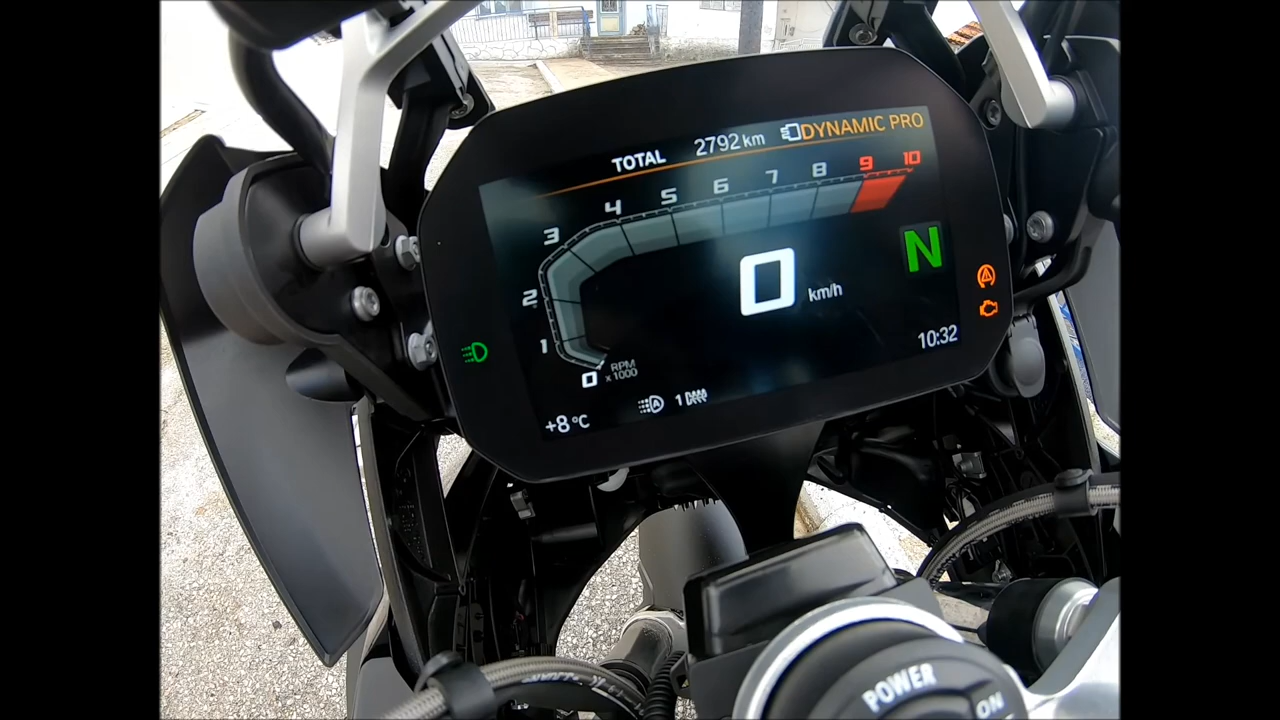 TOTAL 2792 km DYNAMIC PRO
1 2 3 4 5 6 7 8 9 10
0 km/h
N
0 RPM
x 1000
10:32
+8 °C
A 1
POWER
ON